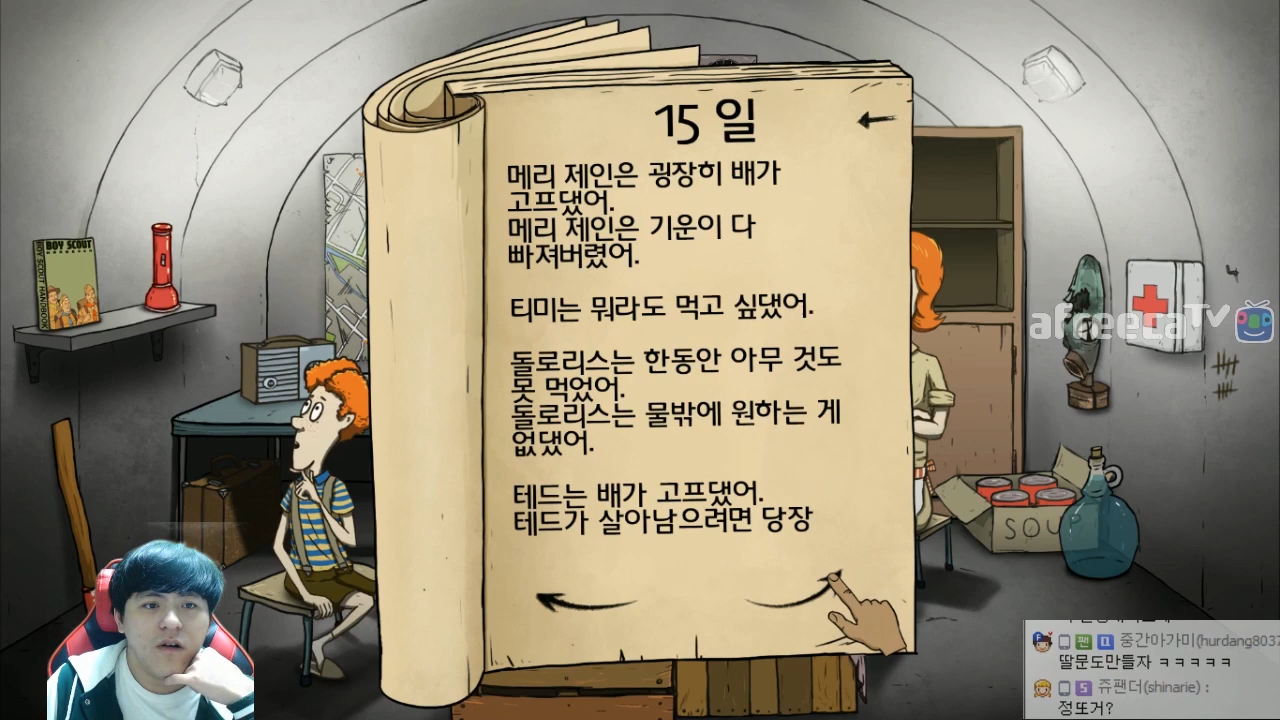 15 일
메리 제인은 굉장히 배가
고프댔어.
메리 제인은 기운이 다
빠져버렸어.
티미는 뭐라도 먹고 싶댔어.
돌로리스는 한동안 아무 것도
못 먹었어.
돌로리스는 물밖에 원하는 게
없댔어.
테드는 배가 고프댔어.
테드가 살아남으려면 당장
BOY SCOUT
BOY SCOUT HANDBOOK
afreecaTV
SOUP
팬 중간아가미(hurdang8037
딸문도만들자 ㅋㅋㅋㅋㅋ
S 쥬팬더(shinarie) :
정또거?